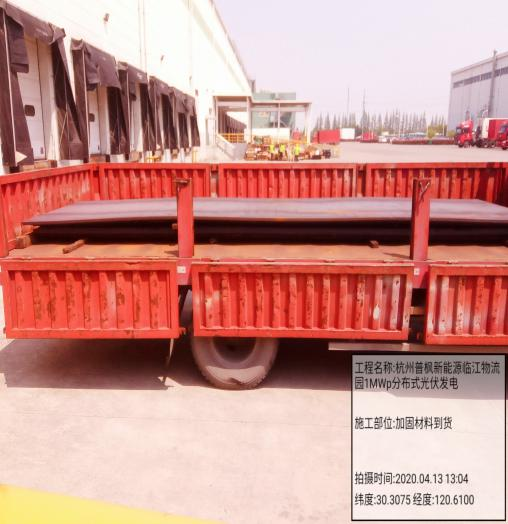 工程名称:杭州普枫新能源临江物流
园1MWp分布式光伏发电
施工部位:加固材料到货
拍摄时间:2020.04.13 13:04
纬度:30.3075 经度:120.6100